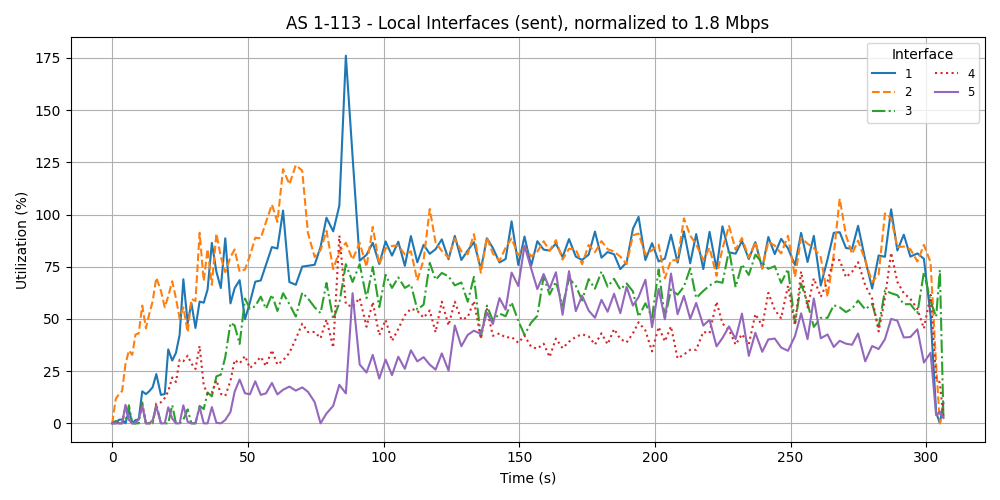 AS 1-113 - Local Interfaces (sent), normalized to 1.8 Mbps
Utilization (%)
175
150
125
100
75
50
25
0
0 50 100 150 200 250 300
Time (s)
Interface
1 4
2 5
3